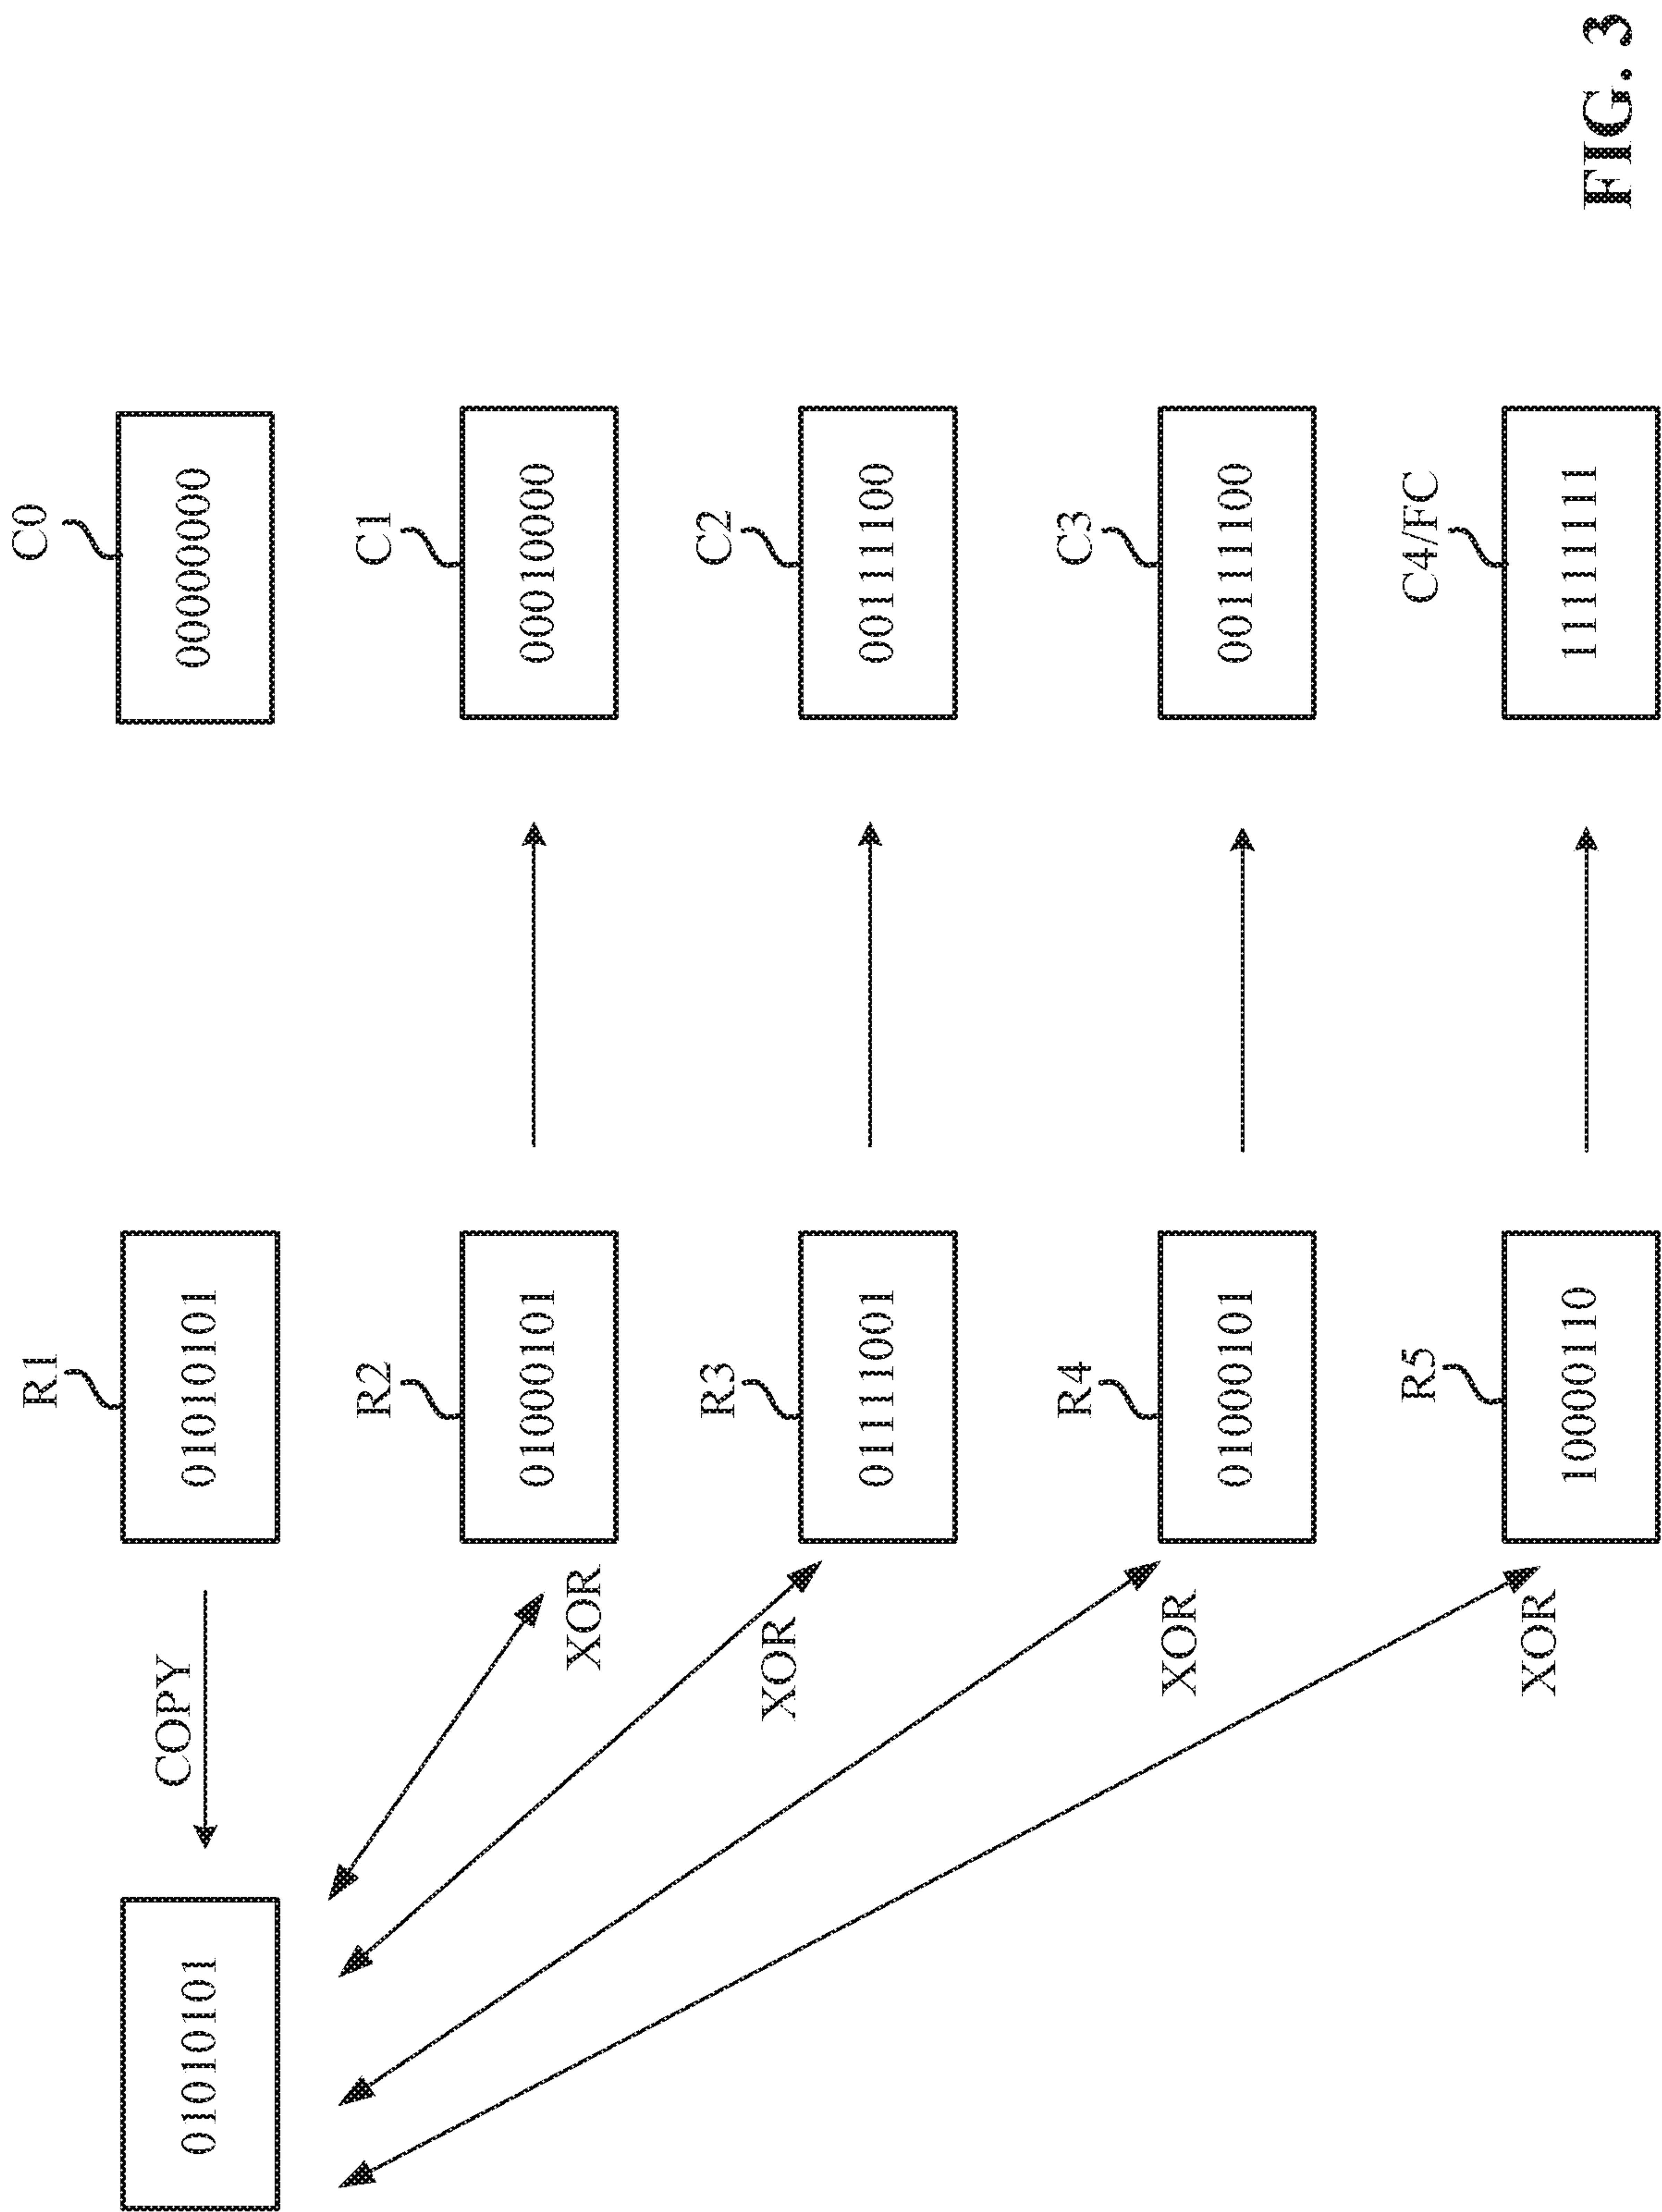 R1
C0
COPY
01010101
01010101
00000000
R2
C1
01000101
00010000
XOR
R3
C2
XOR
01111001
00111100
R4
C3
XOR
01000101
00111100
R5
C4/FC
XOR
10000110
11111111
FIG. 3